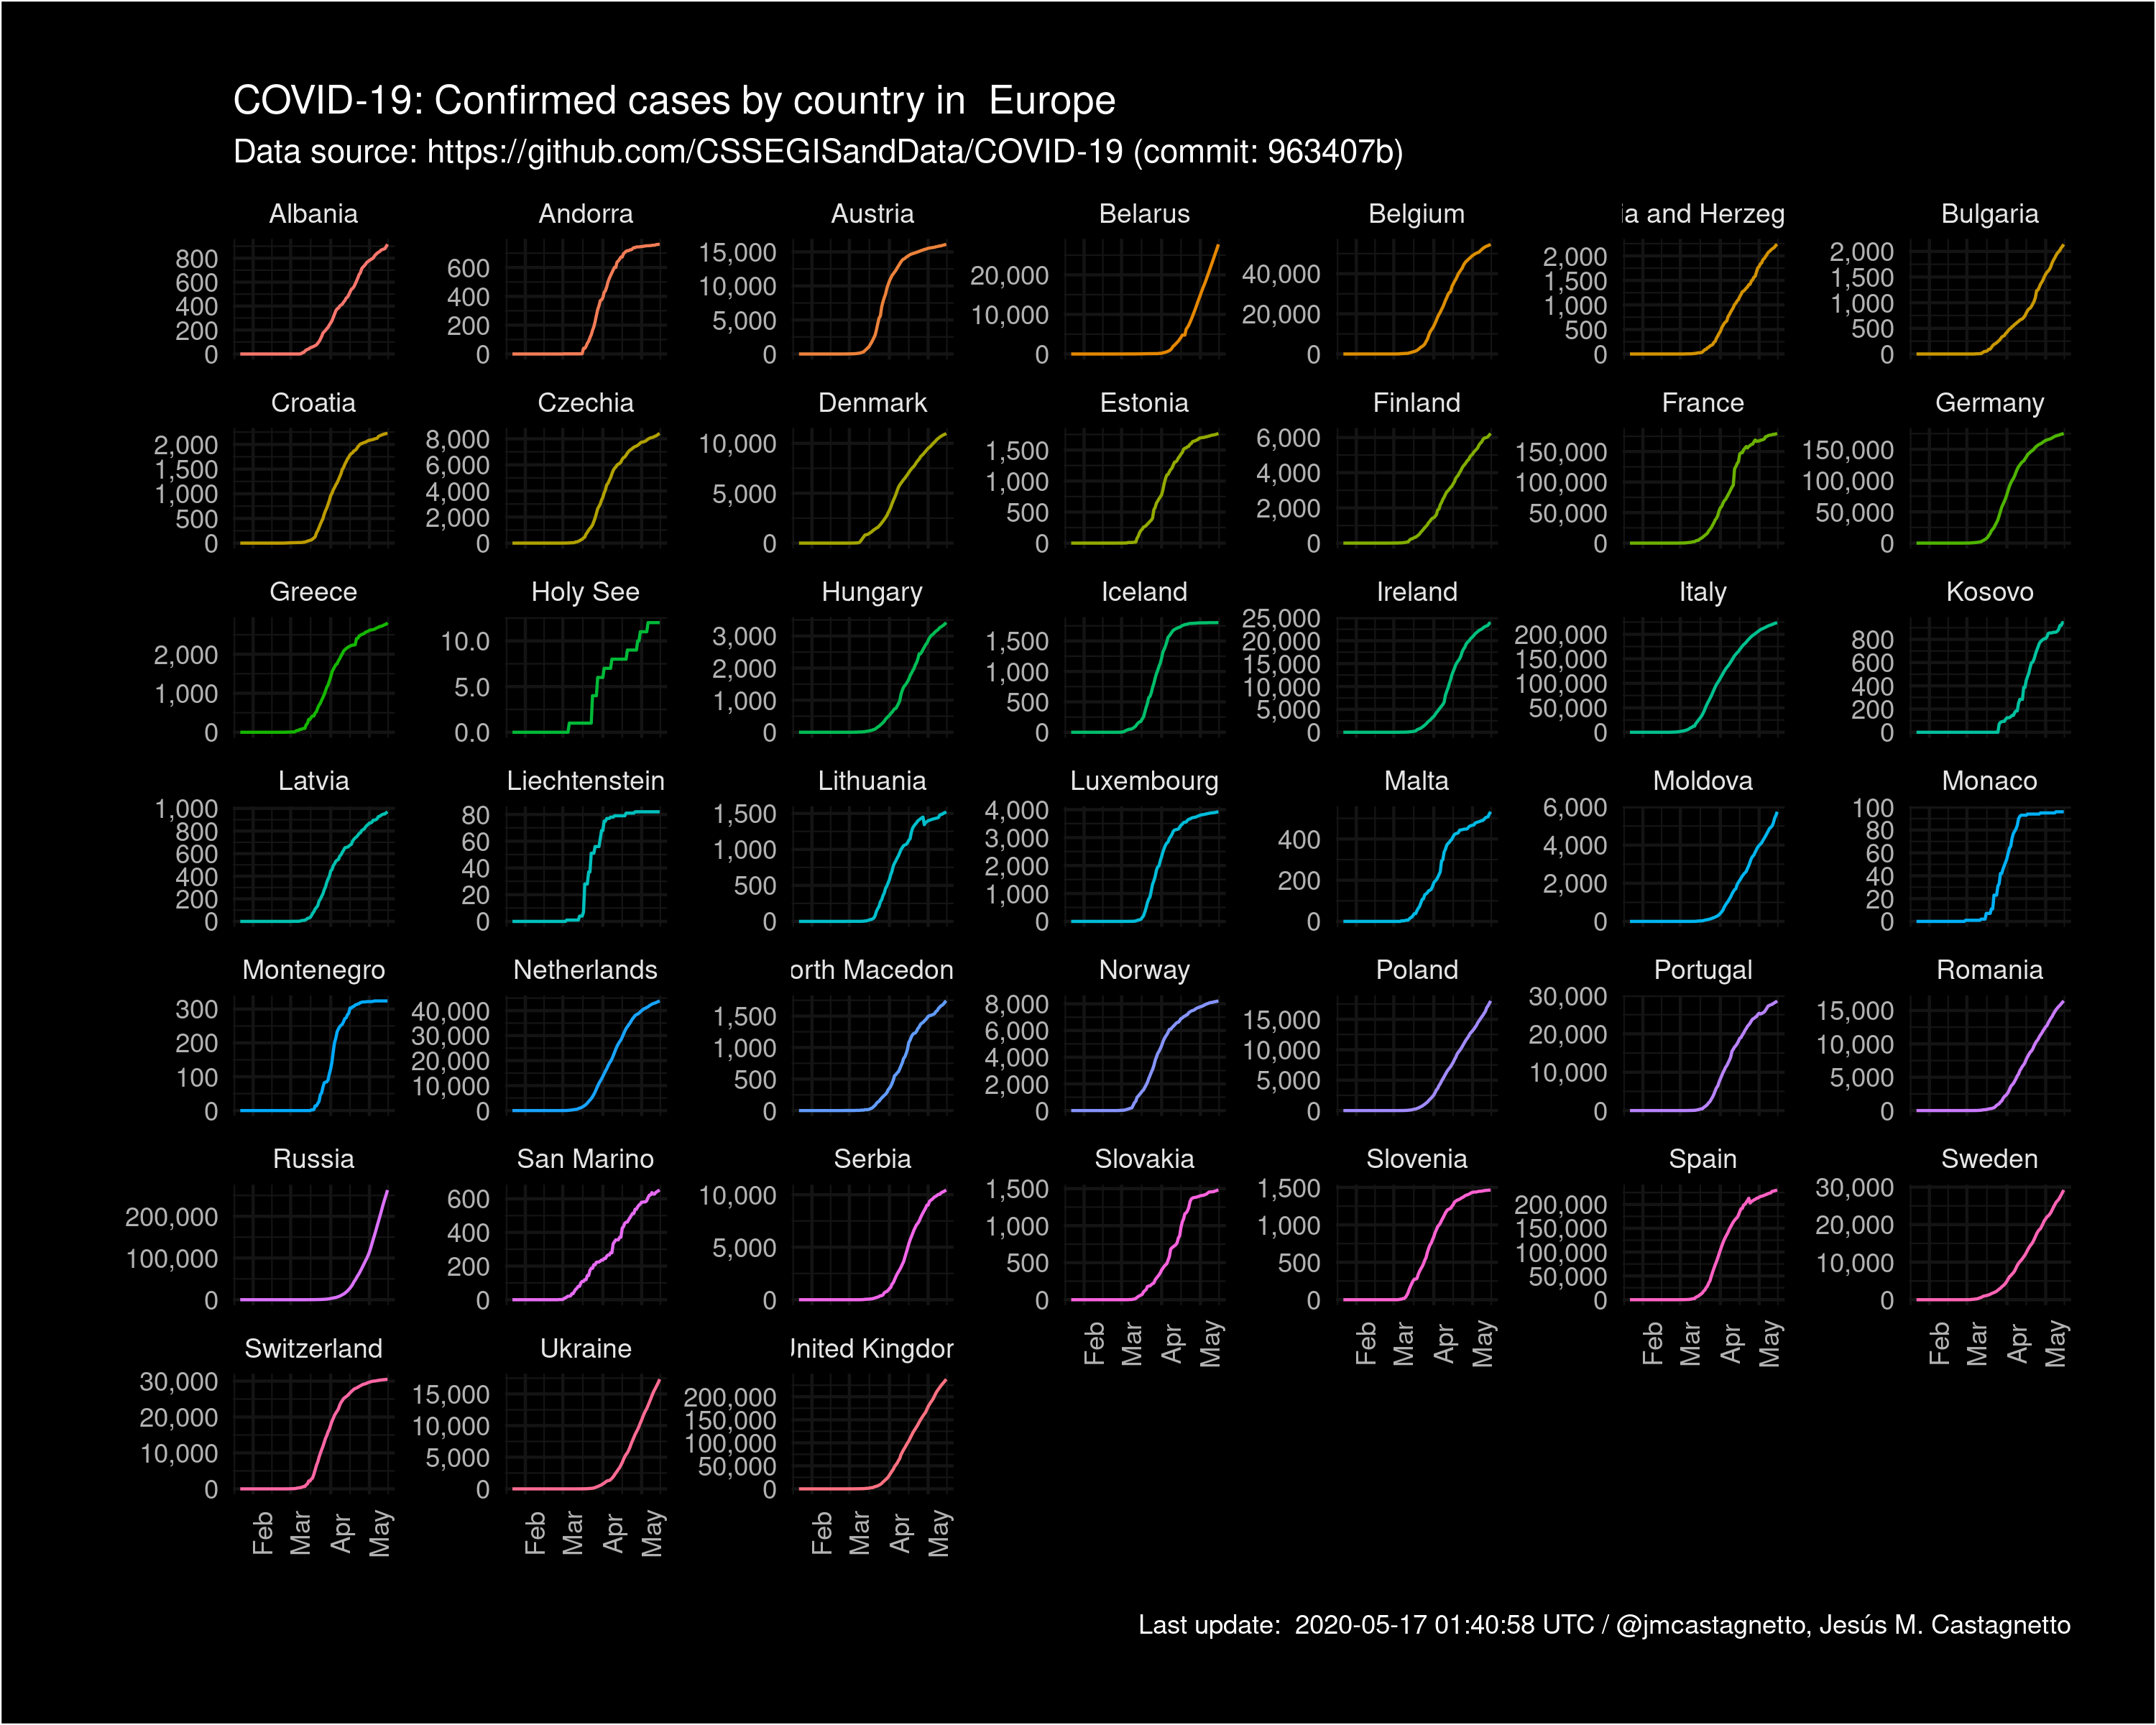 COVID-19: Confirmed cases by country in  Europe
Data source: https://github.com/CSSEGISandData/COVID-19 (commit: 963407b)
Albania
800
600
400
200
0
Andorra
600
400
200
0
Austria
15,000
10,000
5,000
0
Belarus
20,000
10,000
0
Belgium
40,000
20,000
0
ia and Herzeg
2,000
1,500
1,000
500
0
Bulgaria
2,000
1,500
1,000
500
0
Croatia
2,000
1,500
1,000
500
0
Czechia
8,000
6,000
4,000
2,000
0
Denmark
10,000
5,000
0
Estonia
1,500
1,000
500
0
Finland
6,000
4,000
2,000
0
France
150,000
100,000
50,000
0
Germany
150,000
100,000
50,000
0
Greece
2,000
1,000
0
Holy See
10.0
5.0
0.0
Hungary
3,000
2,000
1,000
0
Iceland
1,500
1,000
500
0
Ireland
25,000
20,000
15,000
10,000
5,000
0
Italy
200,000
150,000
100,000
50,000
0
Kosovo
800
600
400
200
0
Latvia
1,000
800
600
400
200
0
Liechtenstein
80
60
40
20
0
Lithuania
1,500
1,000
500
0
Luxembourg
4,000
3,000
2,000
1,000
0
Malta
400
200
0
Moldova
6,000
4,000
2,000
0
Monaco
100
80
60
40
20
0
Montenegro
300
200
100
0
Netherlands
40,000
30,000
20,000
10,000
0
orth Macedon
1,500
1,000
500
0
Norway
8,000
6,000
4,000
2,000
0
Poland
15,000
10,000
5,000
0
Portugal
30,000
20,000
10,000
0
Romania
15,000
10,000
5,000
0
Russia
200,000
100,000
0
San Marino
600
400
200
0
Serbia
10,000
5,000
0
Slovakia
1,500
1,000
500
0
Feb
Mar
Apr
May
Slovenia
1,500
1,000
500
0
Feb
Mar
Apr
May
Spain
200,000
150,000
100,000
50,000
0
Feb
Mar
Apr
May
Sweden
30,000
20,000
10,000
0
Feb
Mar
Apr
May
Switzerland
30,000
20,000
10,000
0
Feb
Mar
Apr
May
Ukraine
15,000
10,000
5,000
0
Feb
Mar
Apr
May
United Kingdor
200,000
150,000
100,000
50,000
0
Feb
Mar
Apr
May
Last update:  2020-05-17 01:40:58 UTC / @jmcastagnetto, Jesús M. Castagnetto